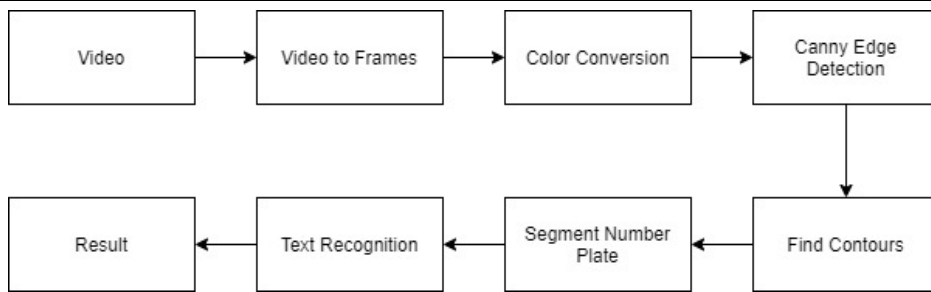 Video
Video to Frames
Color Conversion
Canny Edge
Detection
Find Contours
Segment Number
Plate
Text Recognition
Result